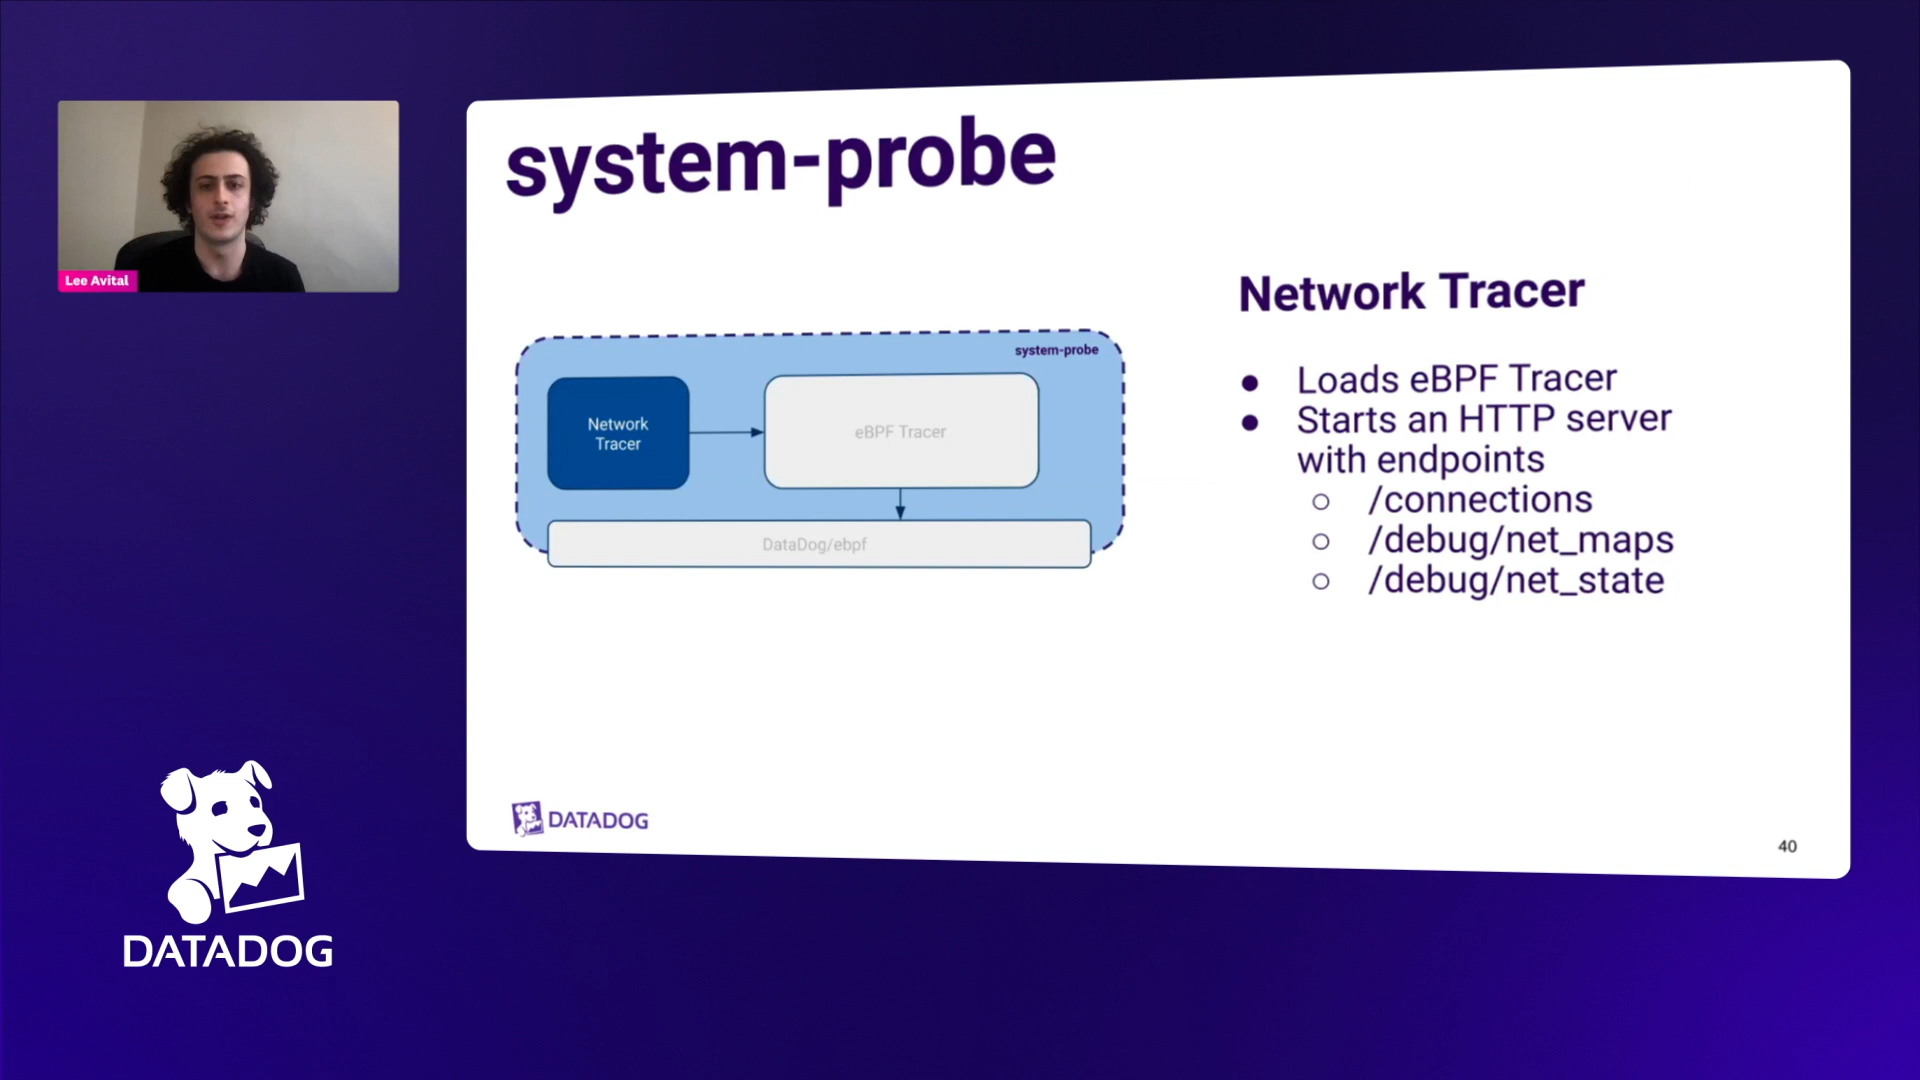 Lee Avital
DATADOG
system-probe
system-probe
Network
Tracer
eBPF Tracer
DataDog/ebpf
Network Tracer
● Loads eBPF Tracer
● Starts an HTTP server
with endpoints
○ /connections
○ /debug/net_maps
○ /debug/net_state
DATADOG
40